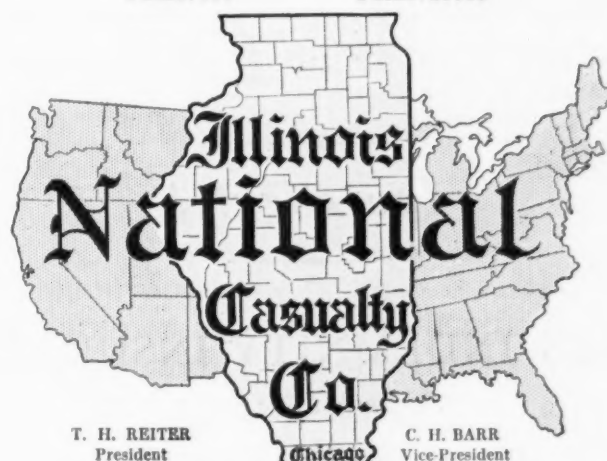 Illinois
National
Casualty
Co.
T. H. REITER
President
Chicago
C. H. BARR
Vice-President